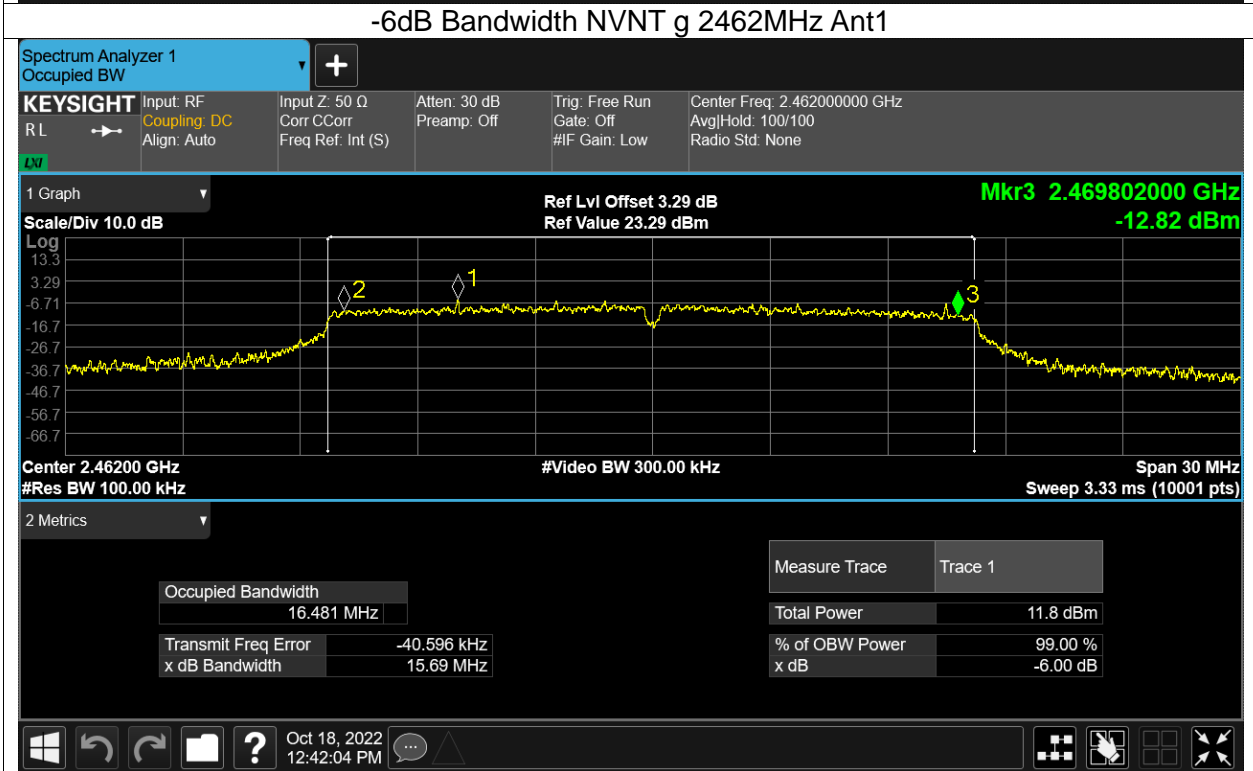 -6dB Bandwidth NVNT g 2462MHz Ant1
Spectrum Analyzer 1
Occupied BW
KEYSIGHT
R L
LXI
Input: RF
Coupling: DC
Align: Auto
Input Z: 50 Ω
Corr CCorr
Freq Ref: Int (S)
Atten: 30 dB
Preamp: Off
Trig: Free Run
Gate: Off
#IF Gain: Low
Center Freq: 2.462000000 GHz
Avg|Hold: 100/100
Radio Std: None
1 Graph
Scale/Div 10.0 dB
Ref Lvl Offset 3.29 dB
Ref Value 23.29 dBm
Mkr3 2.469802000 GHz
-12.82 dBm
Log
13.3
3.29
-6.71
-16.7
-26.7
-36.7
-46.7
-56.7
-66.7
2
1
3
Center 2.46200 GHz
#Res BW 100.00 kHz
#Video BW 300.00 kHz
Span 30 MHz
Sweep 3.33 ms (10001 pts)
2 Metrics
Occupied Bandwidth
16.481 MHz
Transmit Freq Error -40.596 kHz
x dB Bandwidth 15.69 MHz
Measure Trace Trace 1
Total Power 11.8 dBm
% of OBW Power 99.00 %
x dB -6.00 dB
?
Oct 18, 2022
12:42:04 PM